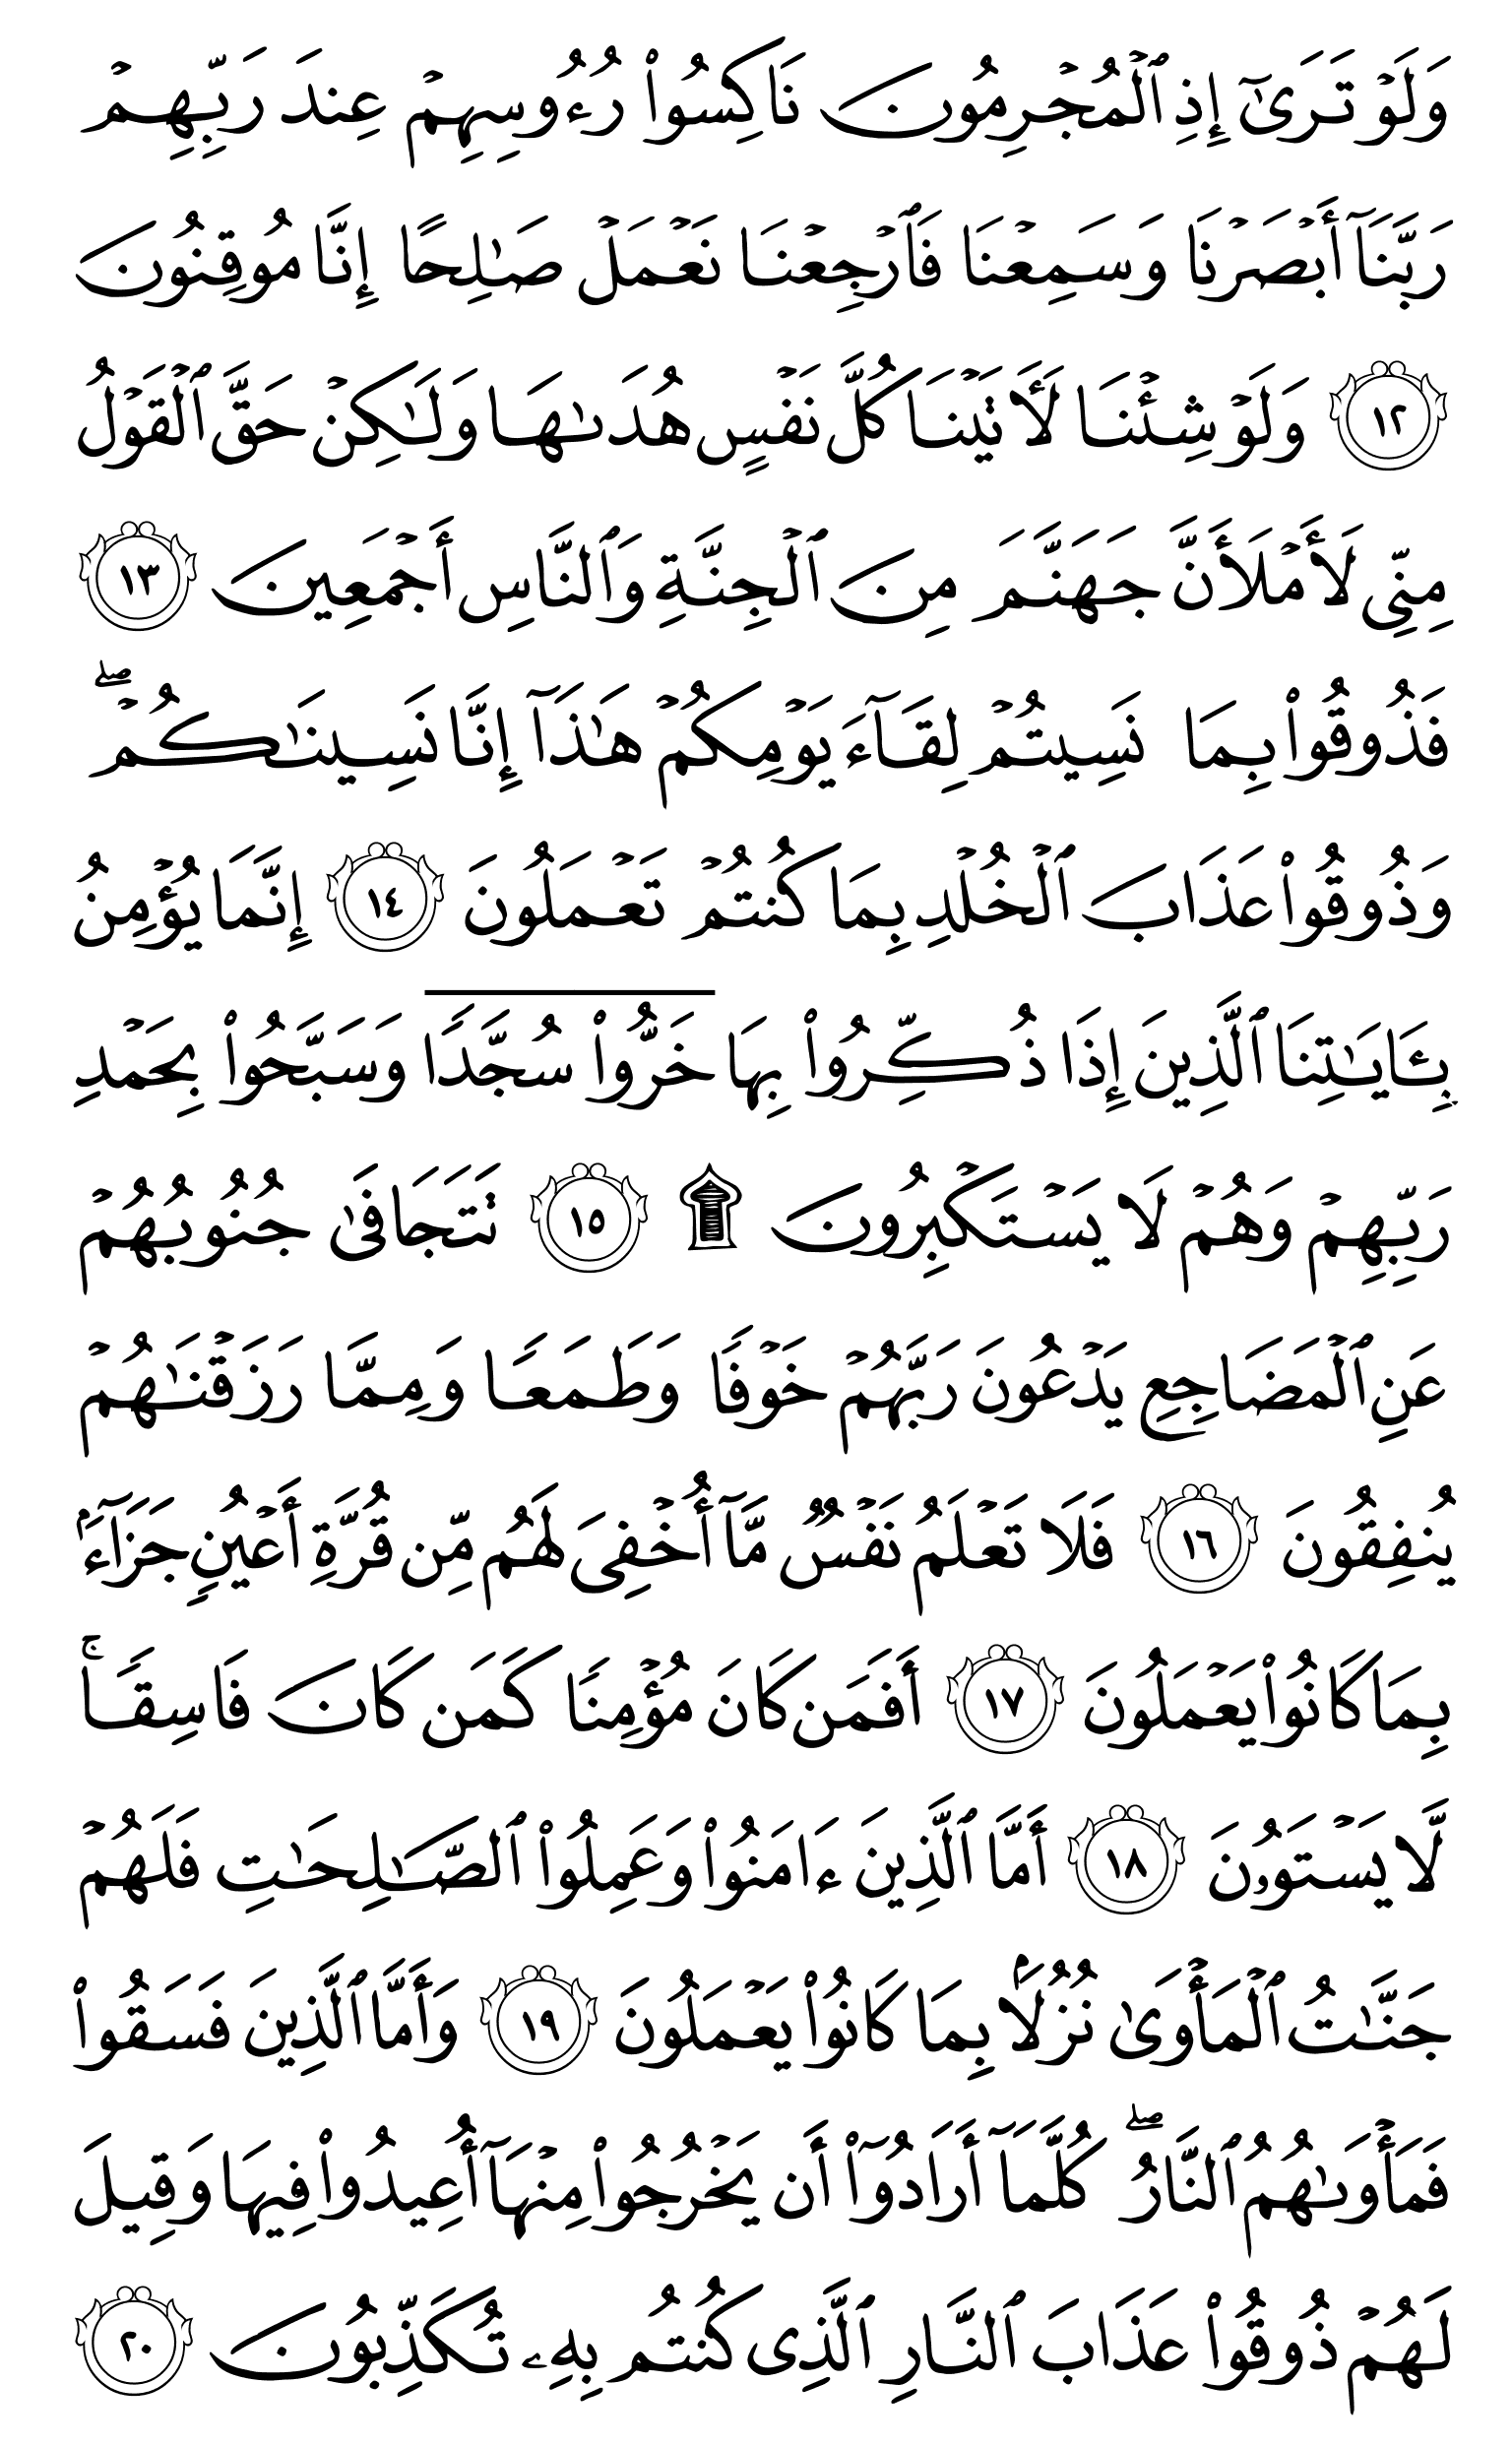 وَلَوْ تَرَىٰٓ إِذِ ٱلْمُجْرِمُونَ نَاكِسُوا۟ رُءُوسِهِمْ عِندَ رَبِّهِمْ
رَبَّنَآ أَبْصَرْنَا وَسَمِعْنَا فَٱرْجِعْنَا نَعْمَلْ صَـٰلِحًا إِنَّا مُوقِنُونَ
١٢ وَلَوْ شِئْنَا لَـَٔاتَيْنَا كُلَّ نَفْسٍ هُدَىٰهَا وَلَـٰكِنْ حَقَّ ٱلْقَوْلُ
مِنِّى لَأَمْلَأَنَّ جَهَنَّمَ مِنَ ٱلْجِنَّةِ وَٱلنَّاسِ أَجْمَعِينَ ١٣
فَذُوقُوا۟ بِمَا نَسِيتُمْ لِقَآءَ يَوْمِكُمْ هَـٰذَآ إِنَّا نَسِينَـٰكُمْ ۖ
وَذُوقُوا۟ عَذَابَ ٱلْخُلْدِ بِمَا كُنتُمْ تَعْمَلُونَ ١٤ إِنَّمَا يُؤْمِنُ
بِـَٔايَـٰتِنَا ٱلَّذِينَ إِذَا ذُكِّرُوا۟ بِهَا خَرُّوا۟ سُجَّدًا وَسَبَّحُوا۟ بِحَمْدِ
رَبِّهِمْ وَهُمْ لَا يَسْتَكْبِرُونَ ۩ ١٥ تَتَجَافَىٰ جُنُوبُهُمْ
عَنِ ٱلْمَضَاجِعِ يَدْعُونَ رَبَّهُمْ خَوْفًا وَطَمَعًا وَمِمَّا رَزَقْنَـٰهُمْ
يُنفِقُونَ ١٦ فَلَا تَعْلَمُ نَفْسٌ مَّآ أُخْفِىَ لَهُم مِّن قُرَّةِ أَعْيُنٍ جَزَآءًۢ
بِمَا كَانُوا۟ يَعْمَلُونَ ١٧ أَفَمَن كَانَ مُؤْمِنًا كَمَن كَانَ فَاسِقًا ۚ
لَّا يَسْتَوُۥنَ ١٨ أَمَّا ٱلَّذِينَ ءَامَنُوا۟ وَعَمِلُوا۟ ٱلصَّـٰلِحَـٰتِ فَلَهُمْ
جَنَّـٰتُ ٱلْمَأْوَىٰ نُزُلًۢا بِمَا كَانُوا۟ يَعْمَلُونَ ١٩ وَأَمَّا ٱلَّذِينَ فَسَقُوا۟
فَمَأْوَىٰهُمُ ٱلنَّارُ ۖ كُلَّمَآ أَرَادُوٓا۟ أَن يَخْرُجُوا۟ مِنْهَآ أُعِيدُوا۟ فِيهَا وَقِيلَ
لَهُمْ ذُوقُوا۟ عَذَابَ ٱلنَّارِ ٱلَّذِى كُنتُم بِهِۦ تُكَذِّبُونَ ٢٠